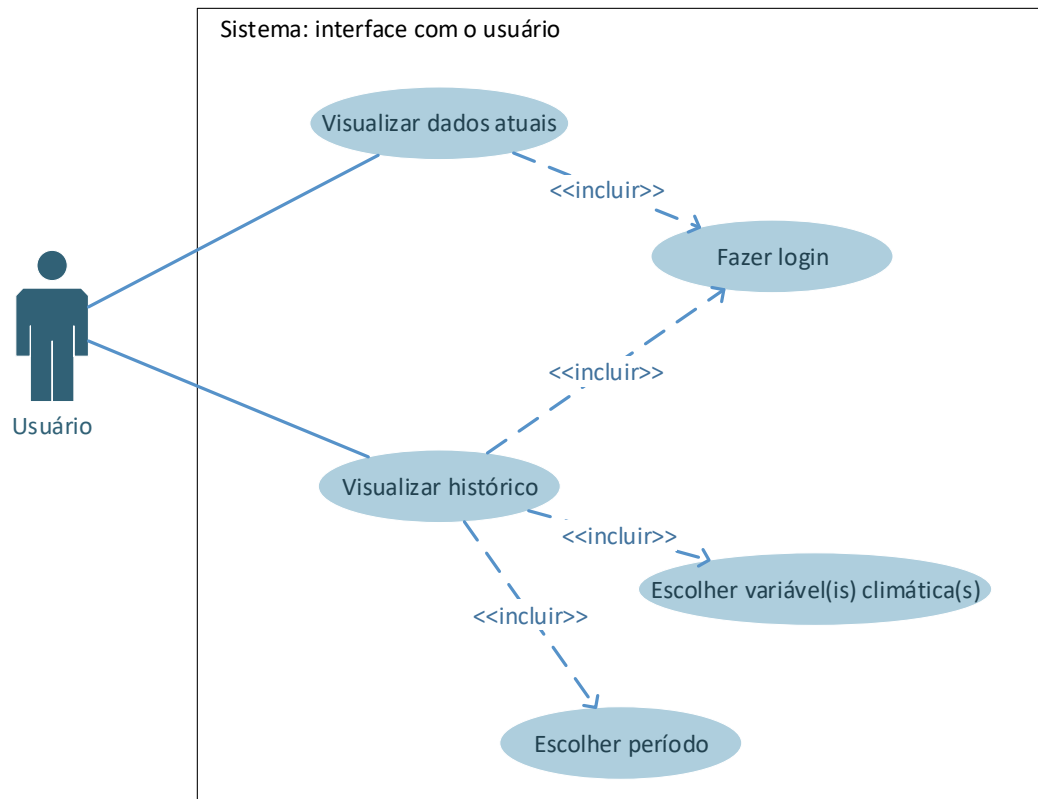 Sistema: interface com o usuário
Visualizar dados atuais
<<incluir>>
Fazer login
<<incluir>>
Usuário
Visualizar histórico
<<incluir>>
Escolher variável(is) climática(s)
<<incluir>>
Escolher período